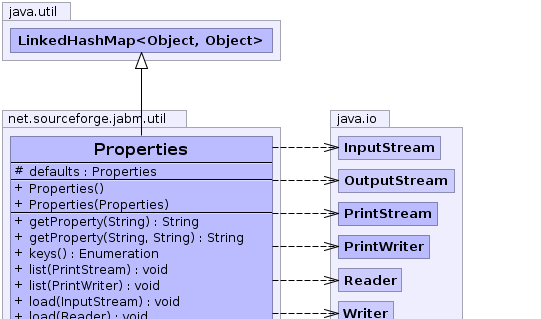 java.util
LinkedHashMap<Object, Object>
net.sourceforge.jabm.util
Properties
# defaults : Properties
+ Properties()
+ Properties(Properties)
+ getProperty(String) : String
+ getProperty(String, String) : String
+ keys() : Enumeration
+ list(PrintStream) : void
+ list(PrintWriter) : void
+ load(InputStream) : void
+ load(Reader) : void
java.io
InputStream
OutputStream
PrintStream
PrintWriter
Reader
Writer